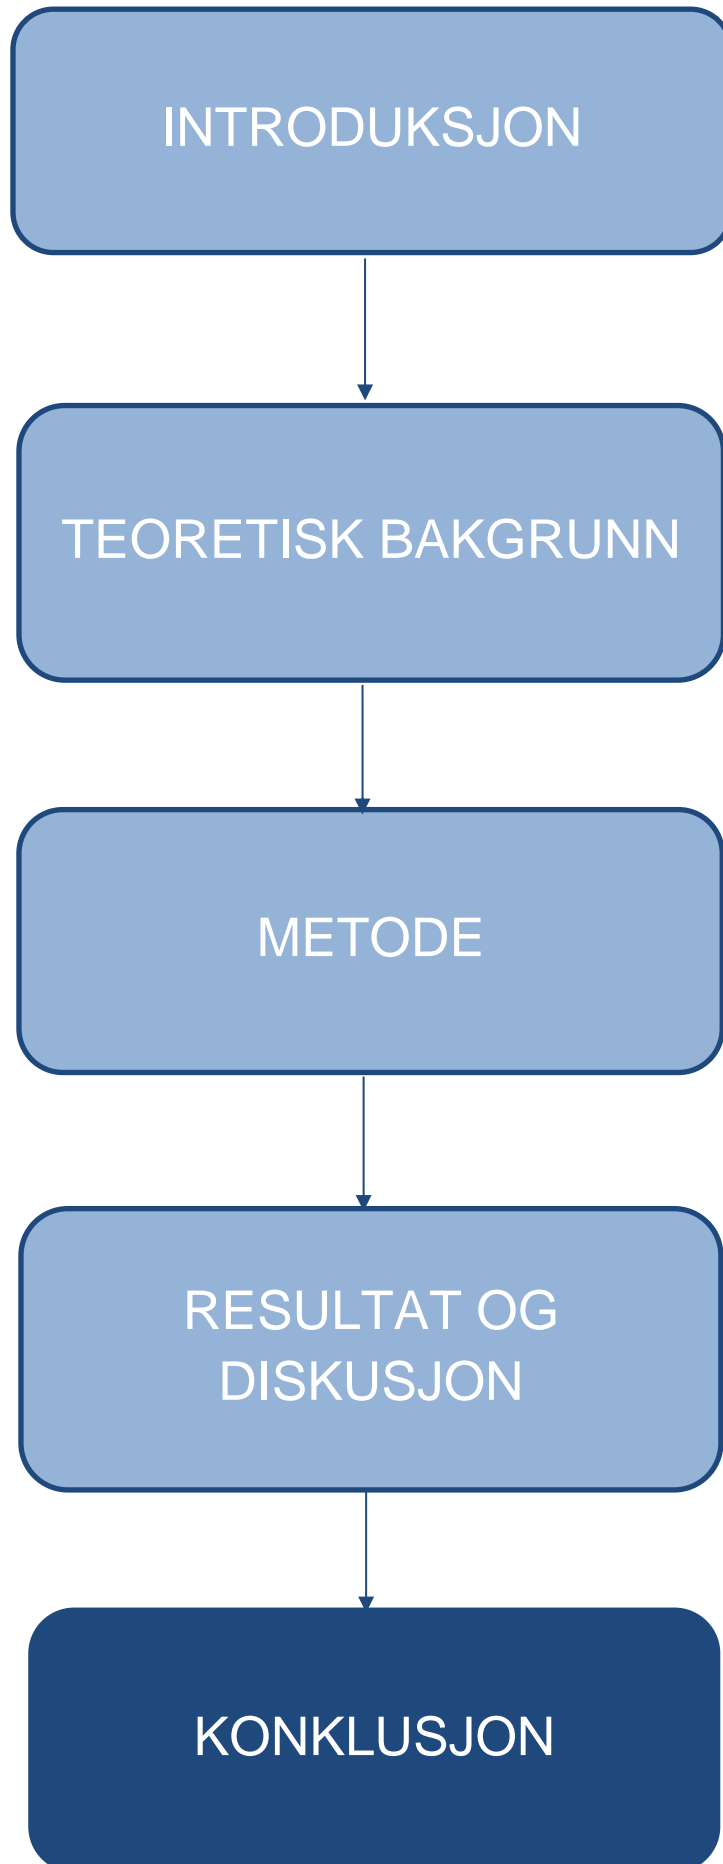 INTRODUKSJON
TEORETISK BAKGRUNN
METODE
RESULTAT OG
DISKUSJON
KONKLUSJON